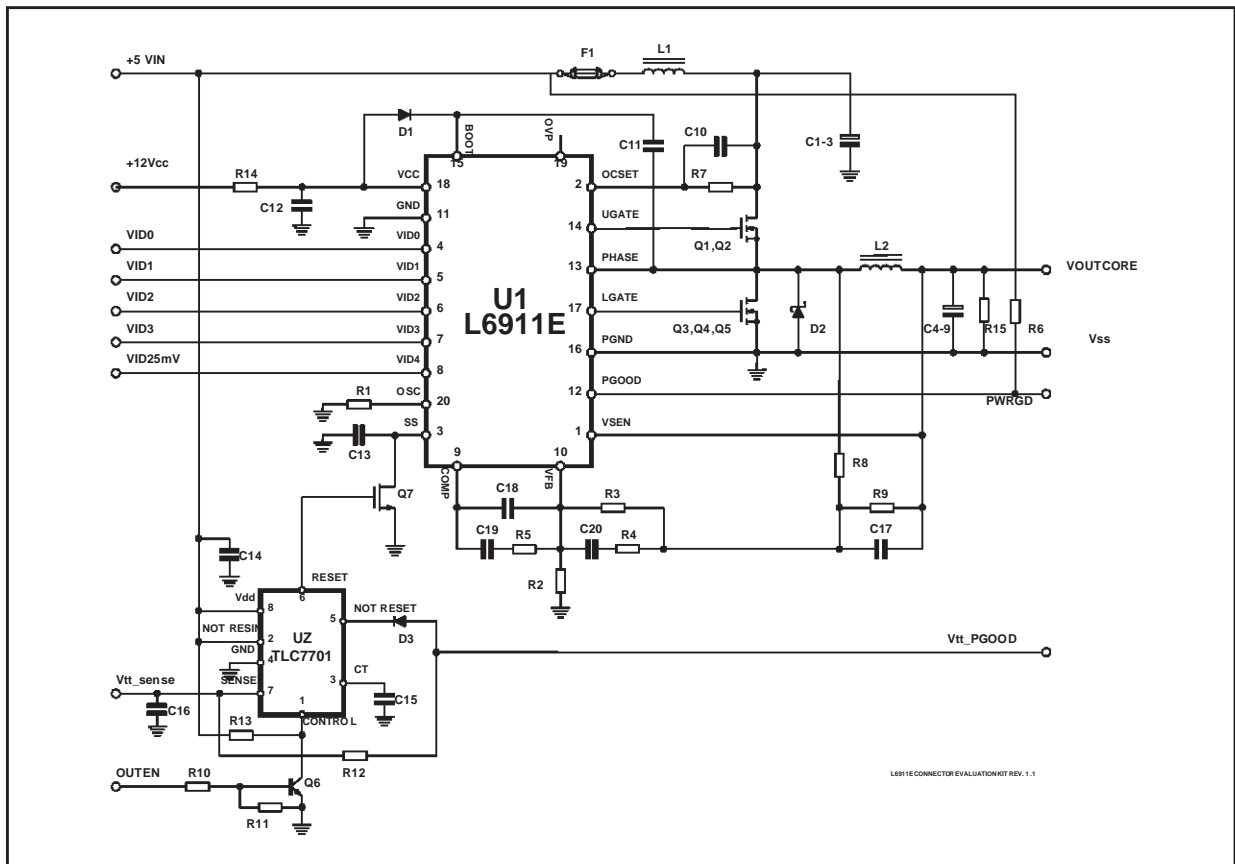 F1
L1
+5 VIN
D1
BOOT
OVP
C11
C10
C1-3
15
19
+12Vcc
R14
VCC
18
2
OCSET
R7
C12
GND
11
14
UGATE
Q1,Q2
VID0
VID0
4
13
PHASE
L2
VOUTCORE
VID1
VID1
5
U1
L6911E
17
LGATE
Q3,Q4,Q5
D2
C4-9
R15
R6
VID2
VID2
6
16
PGND
Vss
VID3
VID3
7
VID25mV
VID4
8
12
PGOOD
PWRGD
R1
OSC
20
SS
3
C13
1
VSEN
9
10
COMP
VFB
R8
Q7
C18
R3
R9
C19
R5
C20
R4
C17
C14
R2
RESET
6
Vdd
8
5
NOT RESET
D3
NOT RESIN
2
UZ
TLC7701
GND
4
Vtt_PGOOD
CT
3
C15
Vtt_sense
SENSE
7
1
CONTROL
C16
R13
R12
OUTEN
R10
Q6
R11
L6911E CONNECTOR EVALUATION KIT REV. 1.1